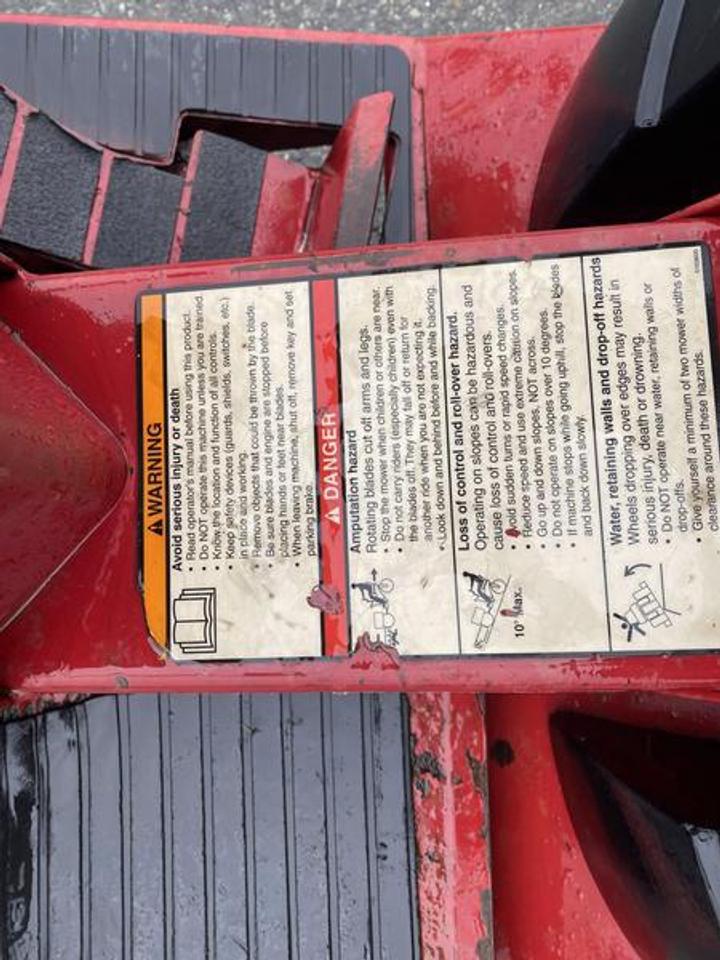 WARNING
Avoid serious injury or death
• Read operator's manual before using this product.
• Do NOT operate this machine unless you are trained.
• Know the location and function of all controls.
• Keep safety devices (guards, shields, switches, etc.)
in place and working.
• Remove objects that could be thrown by the blade.
• Be sure blades and engine are stopped before
placing hands or feet near blades.
• When leaving machine, shut off, remove key and set
parking brake.
DANGER
Amputation hazard
Rotating blades cut off arms and legs.
• Stop the mower when children or others are near.
• Do not carry riders (especially children) even with
the blades off. They may fall off or return for
another ride when you are not expecting it.
• Look down and behind before and while backing.
Loss of control and roll-over hazard.
Operating on slopes can be hazardous and
cause loss of control and roll-overs.
• Avoid sudden turns or rapid speed changes.
• Reduce speed and use extreme caution on slopes.
• Go up and down slopes, NOT across.
• Do not operate on slopes over 10 degrees.
• If machine stops while going uphill, stop the blades
and back down slowly.
10° Max.
Water, retaining walls and drop-off hazards
Wheels dropping over edges may result in
serious injury, death or drowning.
• Do NOT operate near water, retaining walls or
drop-offs.
• Give yourself a minimum of two mower widths of
clearance around these hazards.